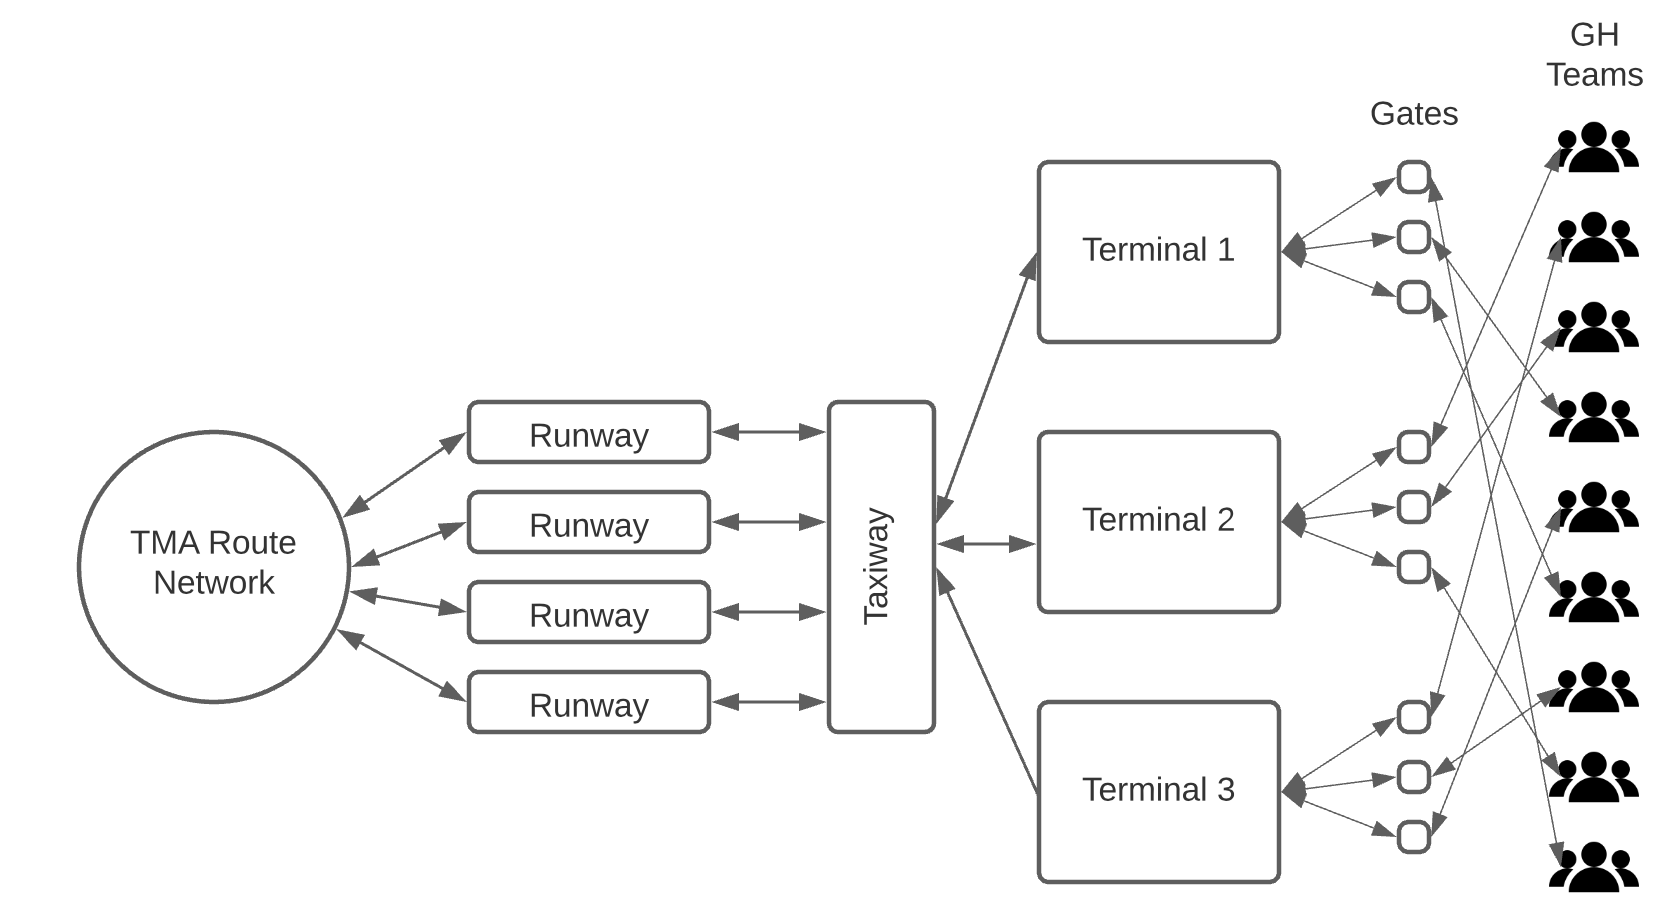 GH
Teams
Gates
Terminal 1
Runway
Runway
TMA Route
Network
Taxiway
Terminal 2
Runway
Runway
Terminal 3